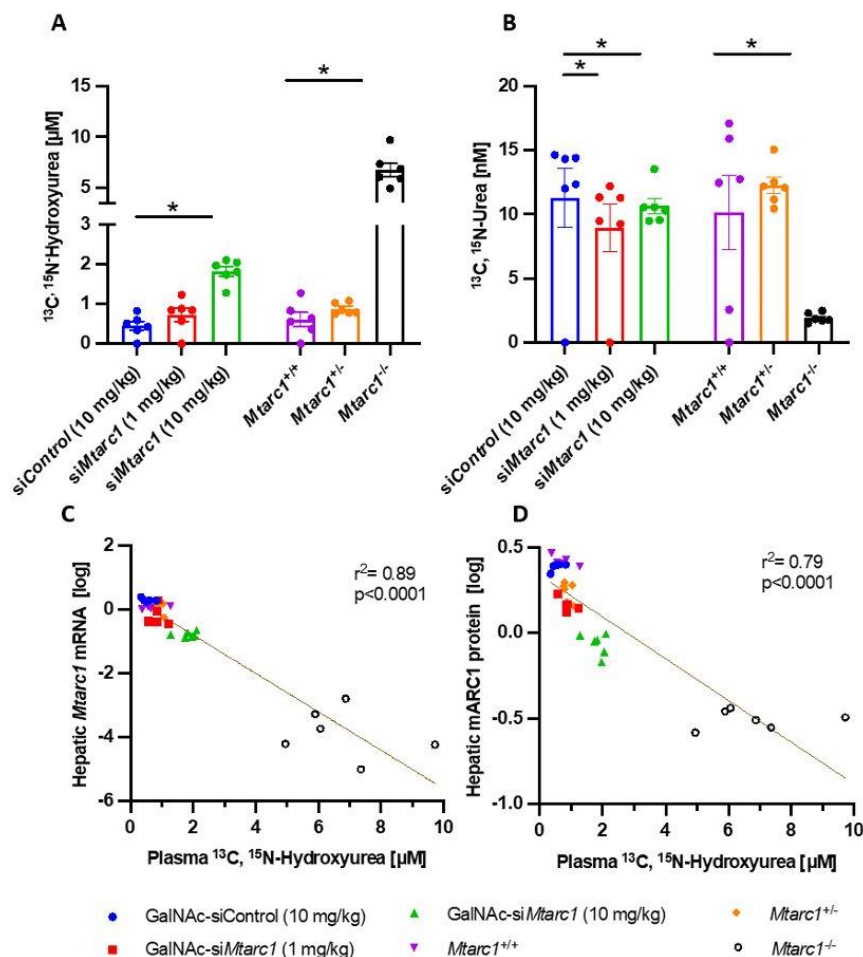 A
¹³C, ¹⁵N-Hydroxyurea [µM]
15
10
5
3
2
1
0
*
*
siControl (10 mg/kg)
siMtarc1 (1 mg/kg)
siMtarc1 (10 mg/kg)
Mtarc1+/+
Mtarc1+/-
Mtarc1-/-
B
¹³C, ¹⁵N-Urea [nM]
20
15
10
5
0
*
*
*
siControl (10 mg/kg)
siMtarc1 (1 mg/kg)
siMtarc1 (10 mg/kg)
Mtarc1+/+
Mtarc1+/-
Mtarc1-/-
C
Hepatic Mtarc1 mRNA [log]
2
0
-2
-4
-6
r²= 0.89
p<0.0001
0 2 4 6 8 10
Plasma ¹³C, ¹⁵N-Hydroxyurea [µM]
D
Hepatic mARC1 protein [log]
0.5
0.0
-0.5
-1.0
r² = 0.79
p<0.0001
0 2 4 6 8 10
Plasma ¹³C, ¹⁵N-Hydroxyurea [µM]
GalNAc-siControl (10 mg/kg) GalNAc-siMtarc1 (10 mg/kg) Mtarc1+/-
GalNAc-siMtarc1 (1 mg/kg) Mtarc1+/+ Mtarc1-/-